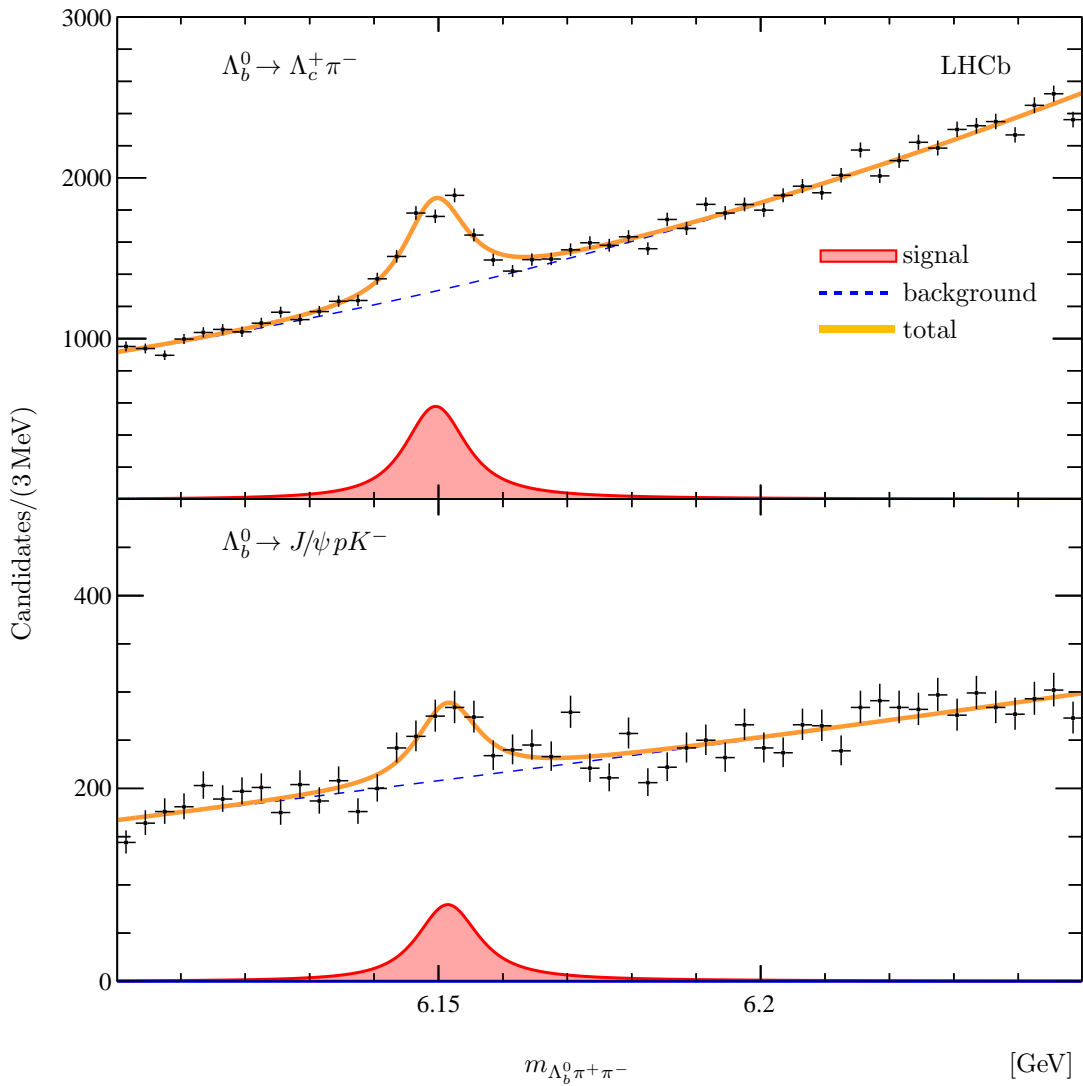 3000
Λ_b^0 → Λ_c^+ π^−
LHCb
2000
signal
background
total
1000
Candidates/(3 MeV)
Λ_b^0 → J/ψ pK^−
400
200
0
6.15
6.2
m_{Λ_b^0 π^+ π^−}
[GeV]